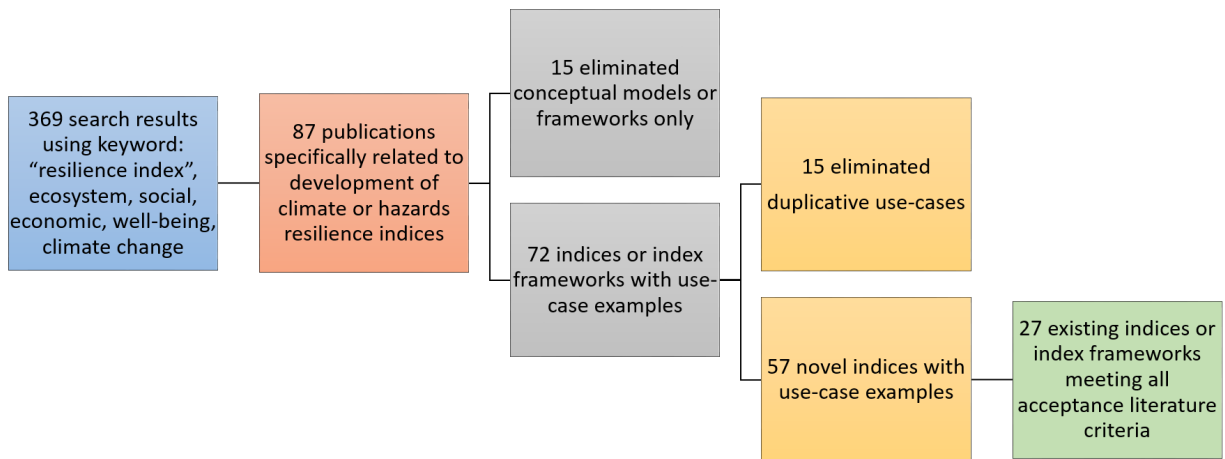 369 search results
using keyword:
“resilience index”,
ecosystem, social,
economic, well-being,
climate change
87 publications
specifically related to
development of
climate or hazards
resilience indices
15 eliminated
conceptual models or
frameworks only
72 indices or index
frameworks with use-
case examples
15 eliminated
duplicative use-cases
57 novel indices with
use-case examples
27 existing indices or
index frameworks
meeting all
acceptance literature
criteria